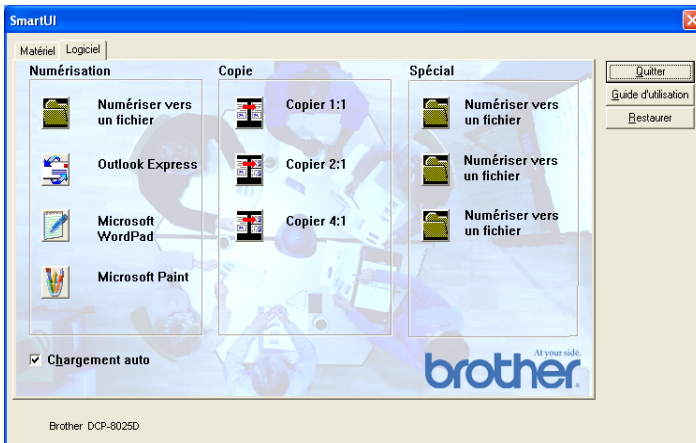 SmartUI
Matériel
Logiciel
Numérisation
Numériser vers
un fichier
Outlook Express
Microsoft
WordPad
Microsoft Paint
Copie
Copier 1:1
Copier 2:1
Copier 4:1
Spécial
Numériser vers
un fichier
Numériser vers
un fichier
Numériser vers
un fichier
Quitter
Guide d'utilisation
Restaurer
Chargement auto
At your side.
brother
Brother DCP-8025D